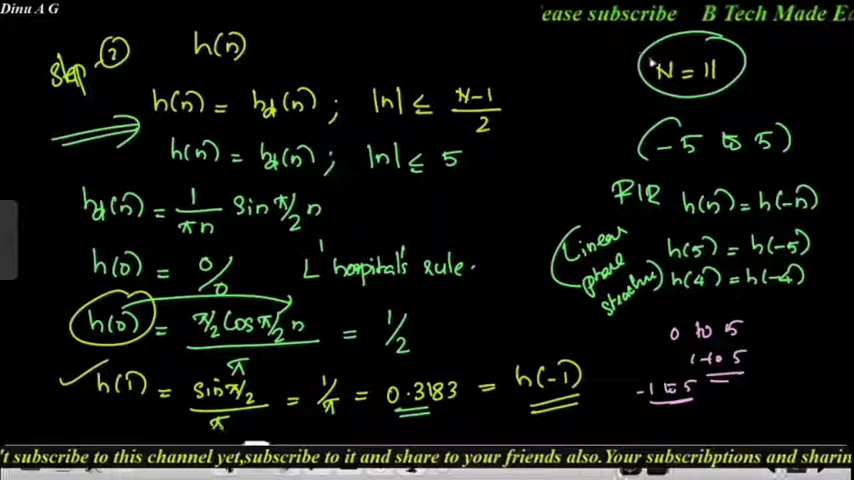 Dinu A G
ease subscribe B Tech Made Ea
Step-②
h(n)
h(n) = hd(n) ; |n| ≤ N-1/2
h(n) = hd(n) ; |n| ≤ 5
hd(n) = 1/πn Sin π/2 n
h(0) = 0/0 L' hospital's rule.
h(0) = π/2 Cos π/2 n / π = 1/2
h(1) = Sin π/2 / π = 1/π = 0.3183 = h(-1)
N = 11
(-5 to 5)
FIR h(n) = h(-n)
(Linear phase structure)
h(5) = h(-5)
h(4) = h(-4)
0 to 5
1 to 5
-1 to 5
't subscribe to this channel yet,subscribe to it and share to your friends also.Your subscribptions and sharin